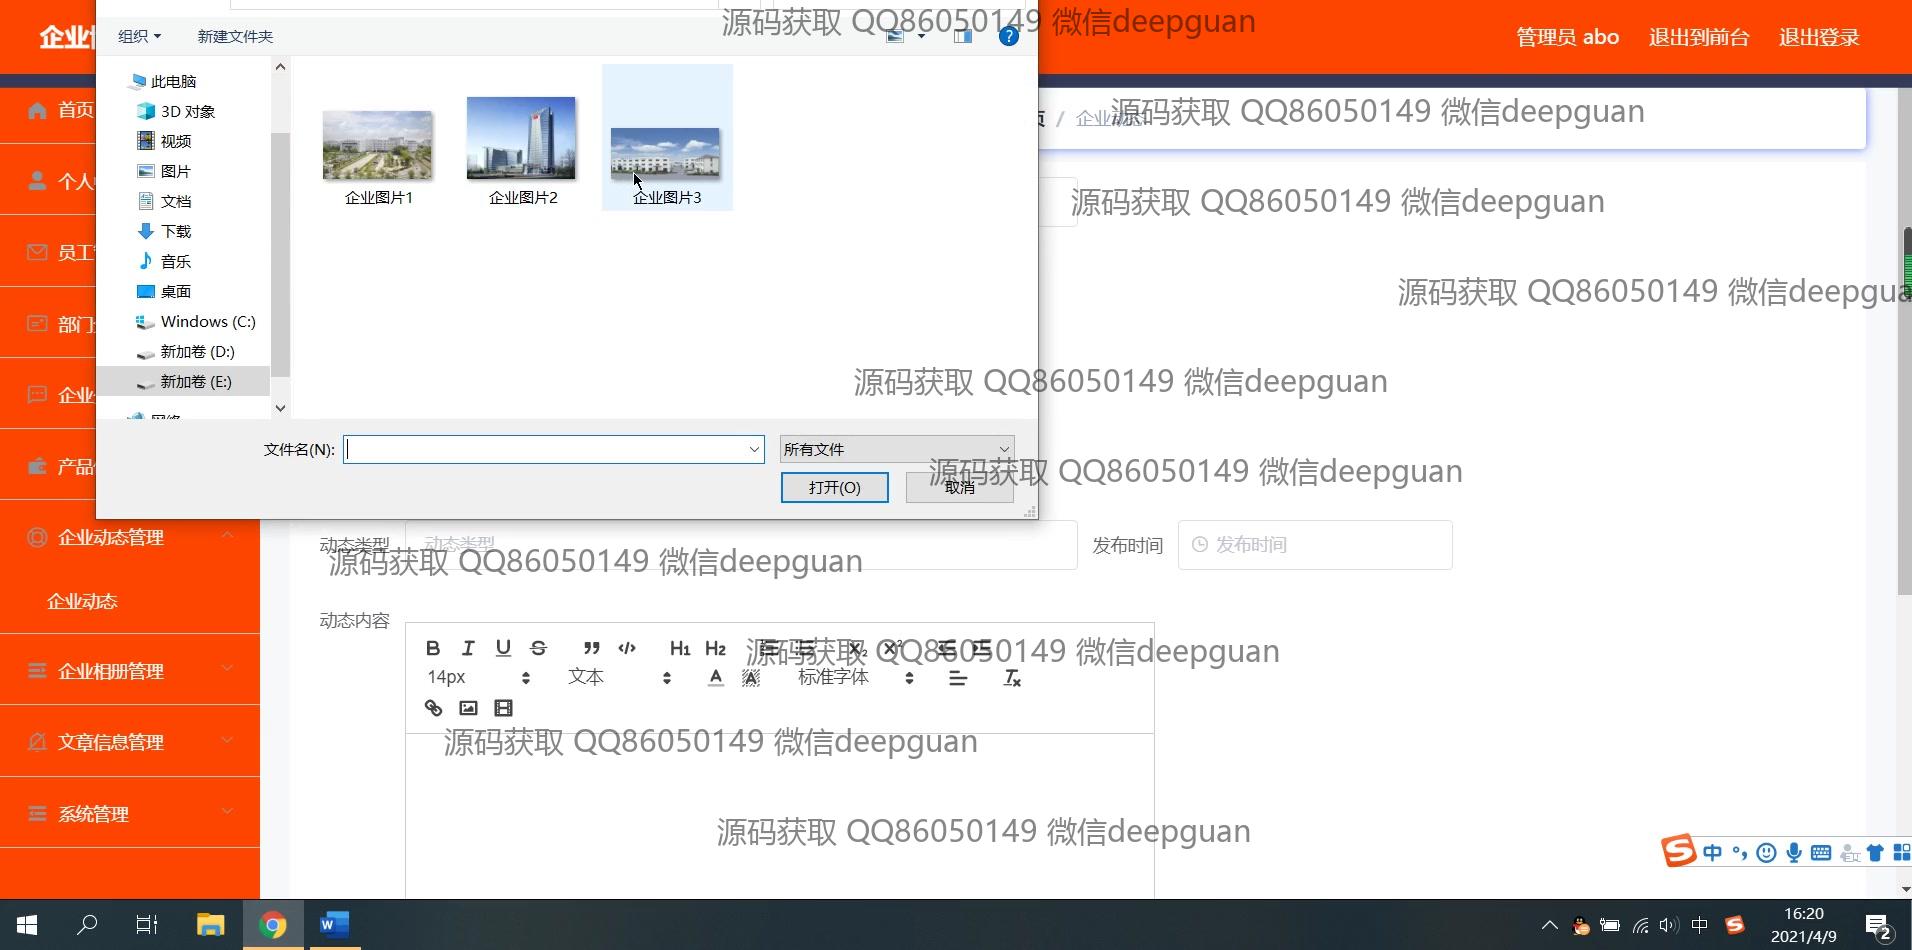 源码获取 QQ86050149 微信deepguan
组织
新建文件夹
管理员 abo
退出到前台
退出登录
此电脑
3D 对象
视频
图片
文档
下载
音乐
桌面
Windows (C:)
新加卷 (D:)
新加卷 (E:)
网络
企业图片1
企业图片2
企业图片3
文件名(N):
所有文件
打开(O)
取消
企业
首页
个人
员工
部门
企业
产品
企业动态管理
企业动态
企业相册管理
文章信息管理
系统管理
/ 企业动态
源码获取 QQ86050149 微信deepguan
源码获取 QQ86050149 微信deepguan
源码获取 QQ86050149 微信deepgua
源码获取 QQ86050149 微信deepguan
源码获取 QQ86050149 微信deepguan
动态类型
动态类型
发布时间
发布时间
源码获取 QQ86050149 微信deepguan
动态内容
B I U S H1 H2 X2 X2
源码获取 QQ86050149 微信deepguan
14px
文本
A A
标准字体
Tx
源码获取 QQ86050149 微信deepguan
源码获取 QQ86050149 微信deepguan
中
中
16:20
2021/4/9
2